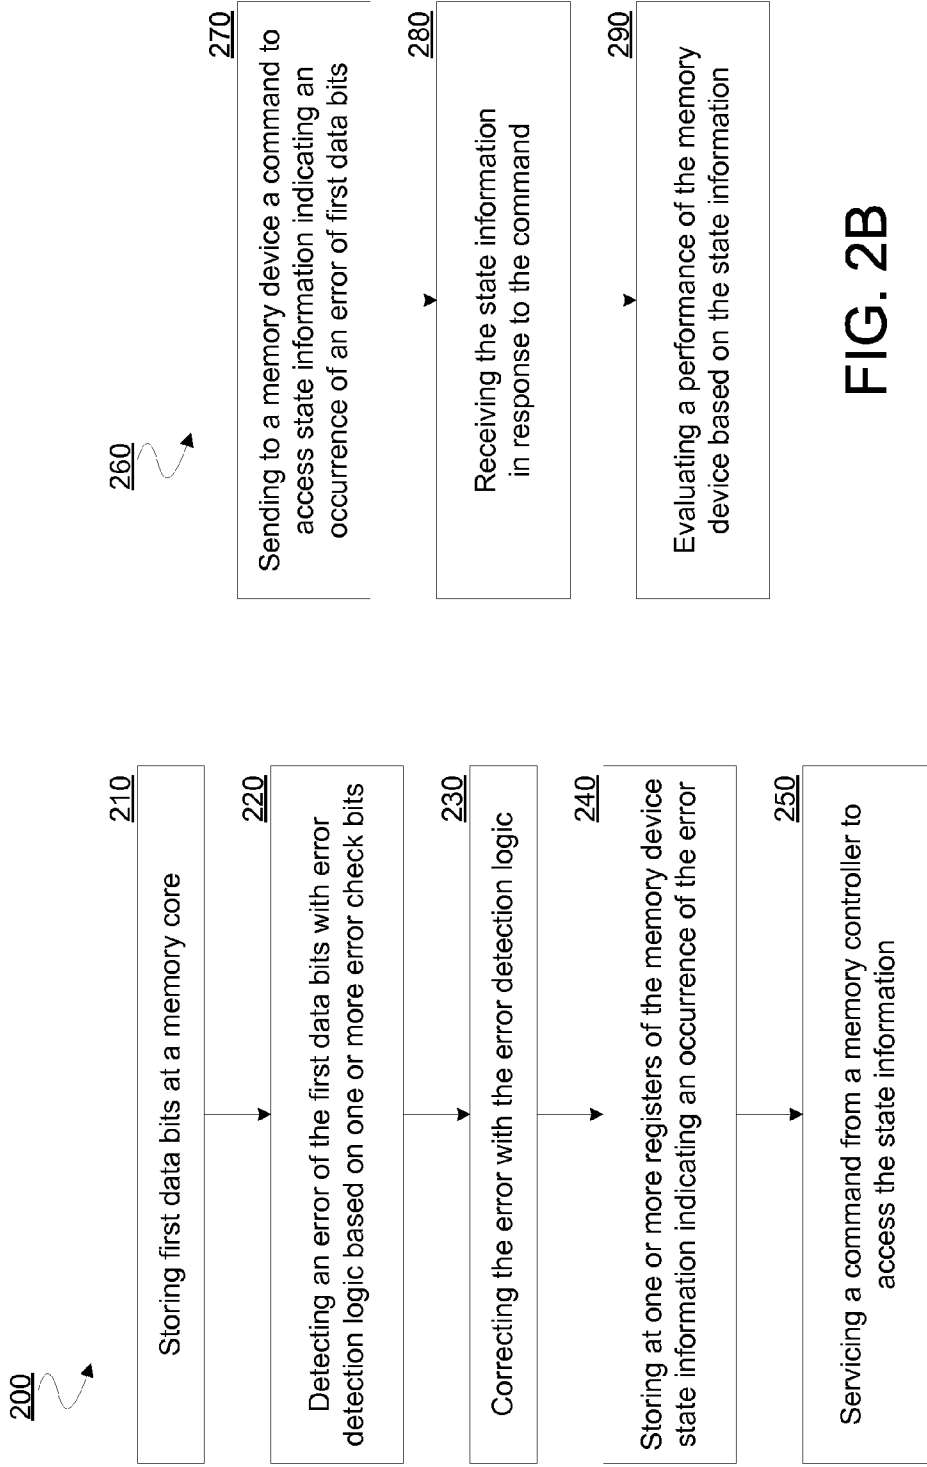 200
210
Storing first data bits at a memory core
220
Detecting an error of the first data bits with error
detection logic based on one or more error check bits
230
Correcting the error with the error detection logic
240
Storing at one or more registers of the memory device
state information indicating an occurrence of the error
250
Servicing a command from a memory controller to
access the state information
260
270
Sending to a memory device a command to
access state information indicating an
occurrence of an error of first data bits
280
Receiving the state information
in response to the command
290
Evaluating a performance of the memory
device based on the state information
FIG. 2B